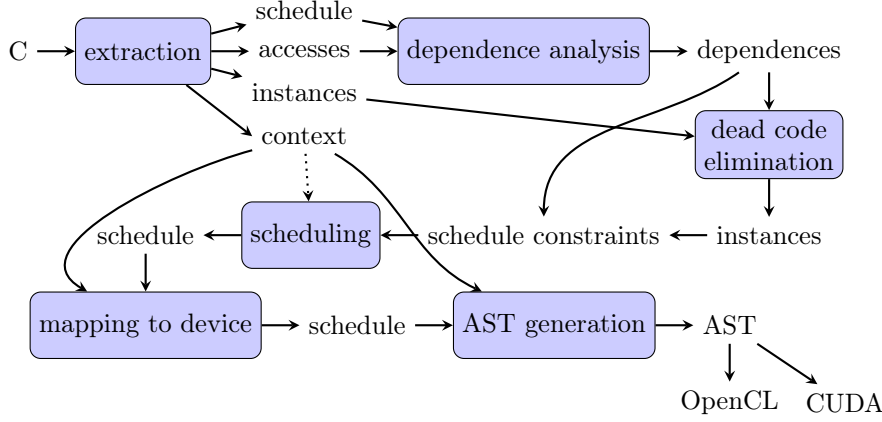 schedule
C
extraction
accesses
dependence analysis
dependences
instances
dead code
elimination
context
schedule
scheduling
schedule constraints
instances
mapping to device
schedule
AST generation
AST
OpenCL
CUDA